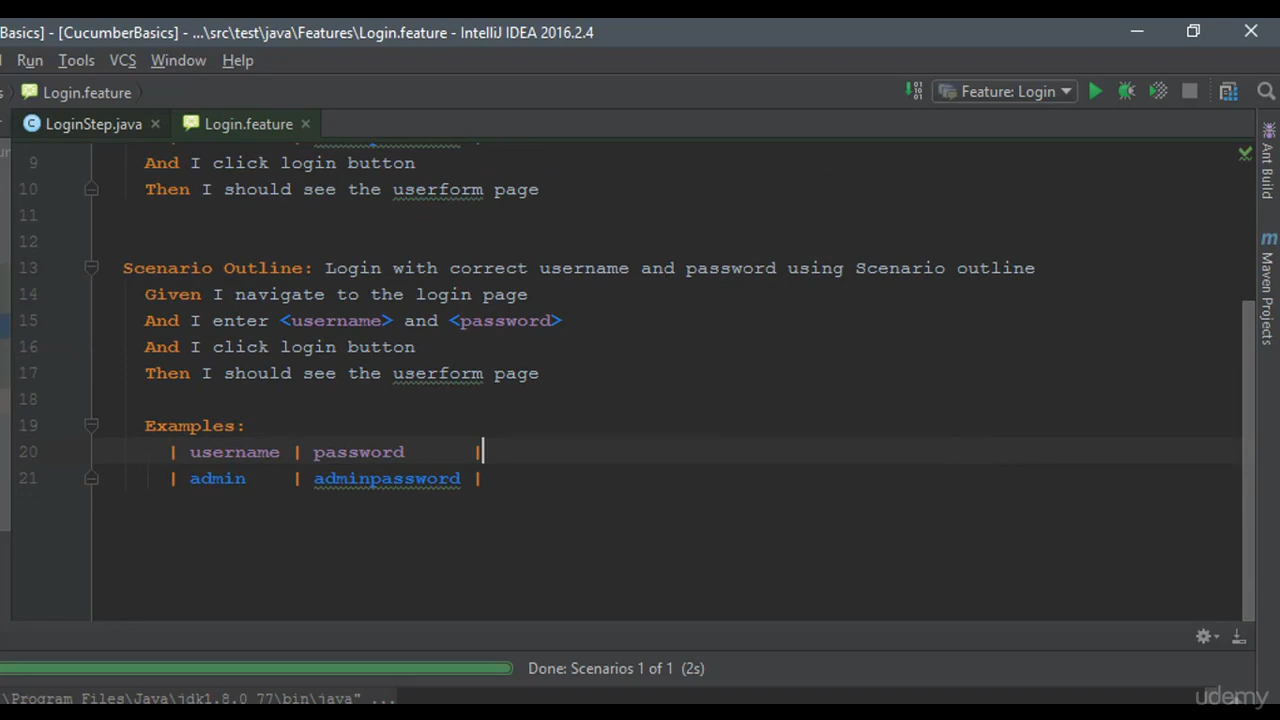 Basics] - [CucumberBasics] - ...\src\test\java\Features\Login.feature - IntelliJ IDEA 2016.2.4
Run Tools VCS Window Help
Login.feature
Feature: Login
LoginStep.java Login.feature
9 And I click login button
10 Then I should see the userform page
11
12
13 Scenario Outline: Login with correct username and password using Scenario outline
14 Given I navigate to the login page
15 And I enter <username> and <password>
16 And I click login button
17 Then I should see the userform page
18
19 Examples:
20 | username | password |
21 | admin | adminpassword |
Ant Build
Maven Projects
Done: Scenarios 1 of 1 (2s)
\Program Files\Java\jdk1.8.0_77\bin\java" ...
udemy